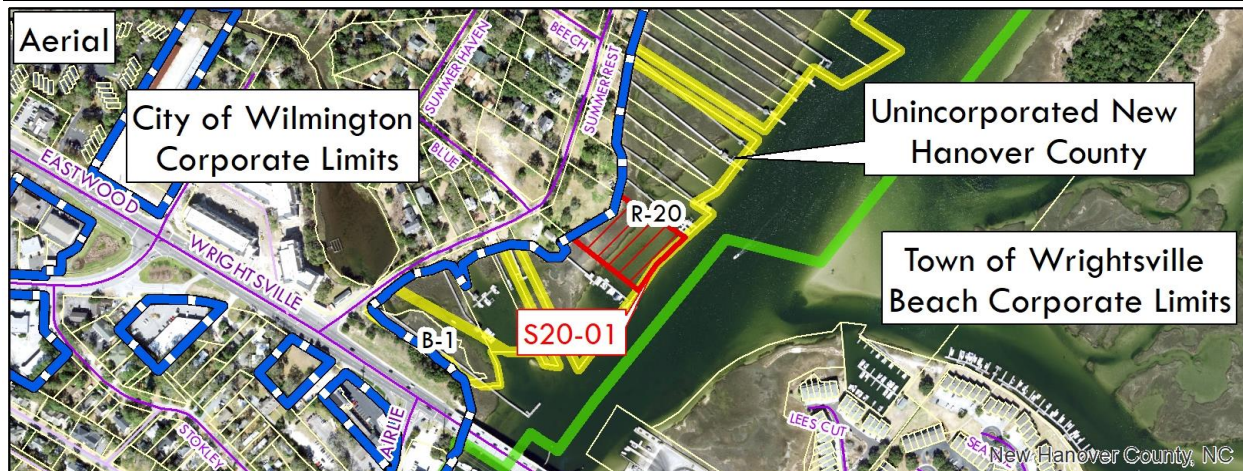 Aerial
City of Wilmington
Corporate Limits
BEECH
SUMMER HAVEN
SUMMER REST
BLUE
Unincorporated New
Hanover County
EASTWOOD
WRIGHTSVILLE
R-20
Town of Wrightsville
Beach Corporate Limits
S20-01
B-1
AIRLIE
STOKLEY
LEES CUT
SEA
New Hanover County, NC